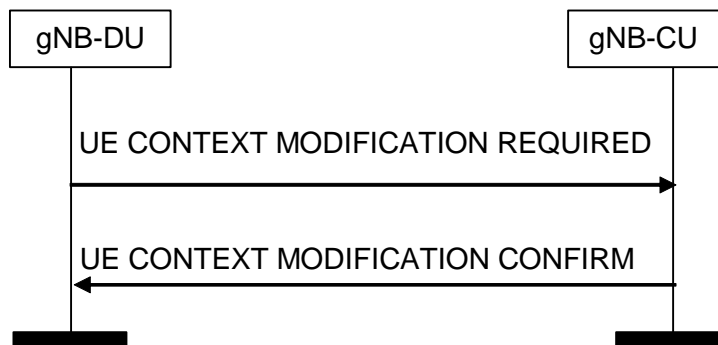 gNB-DU
gNB-CU
UE CONTEXT MODIFICATION REQUIRED
UE CONTEXT MODIFICATION CONFIRM